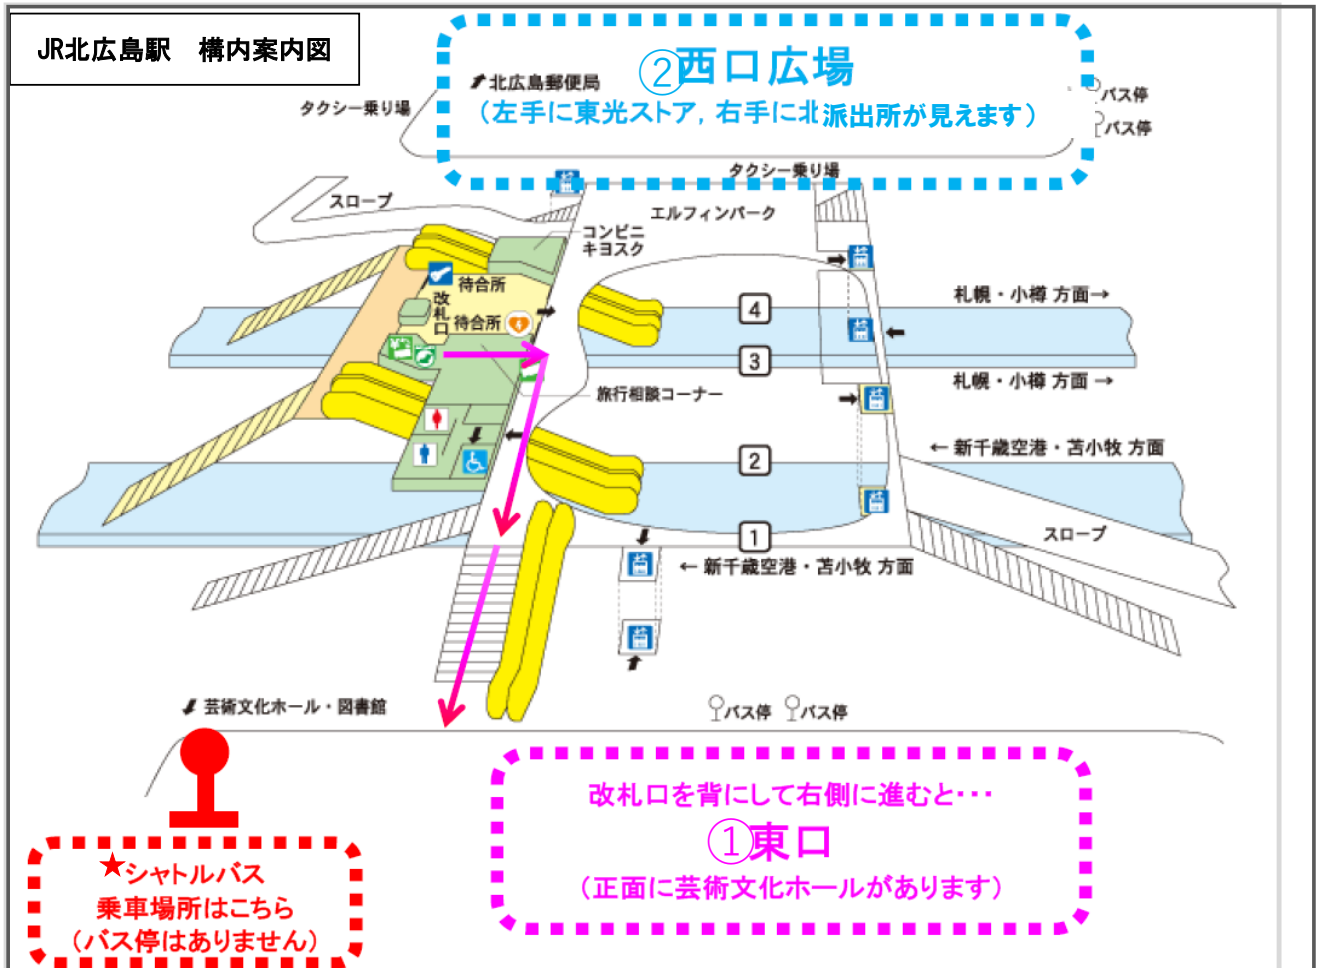 JR北広島駅　構内案内図
②西口広場
北広島郵便局
(左手に東光ストア，右手に北派出所が見えます)
タクシー乗り場
バス停
バス停
タクシー乗り場
スロープ
エルフィンパーク
コンビニ
キヨスク
待合所
改札口
待合所
4
札幌・小樽 方面→
3
札幌・小樽 方面→
旅行相談コーナー
2
←新千歳空港・苫小牧 方面
1
スロープ
←新千歳空港・苫小牧 方面
芸術文化ホール・図書館
バス停
バス停
改札口を背にして右側に進むと･･･
①東口
(正面に芸術文化ホールがあります)
★シャトルバス
乗車場所はこちら
(バス停はありません)